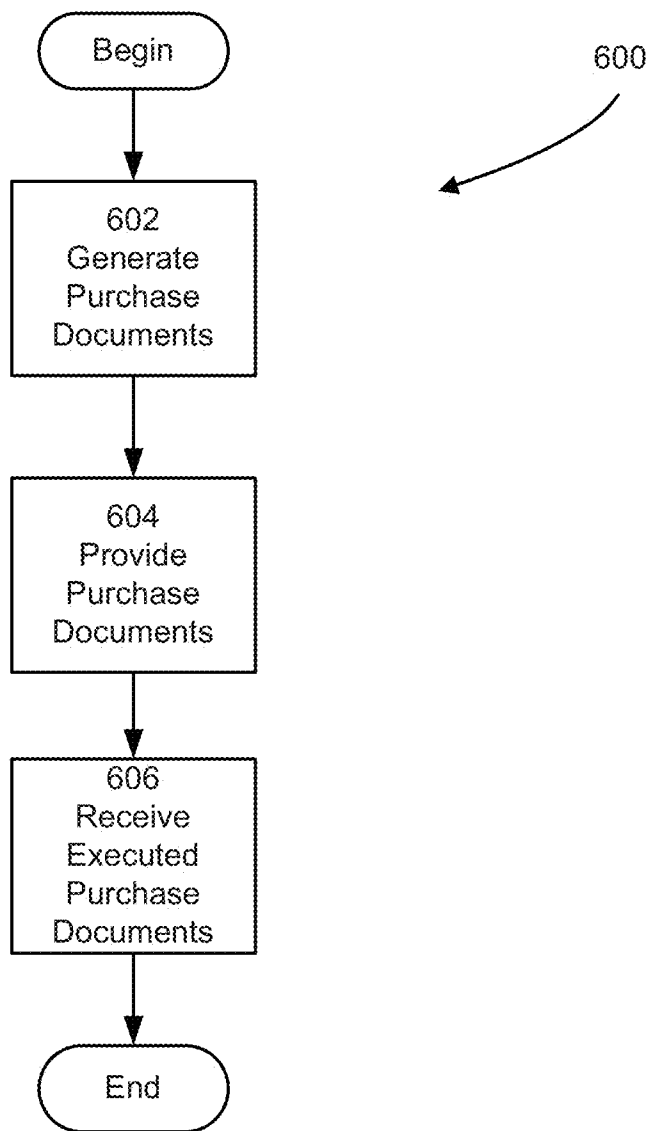 Begin
600
602
Generate
Purchase
Documents
604
Provide
Purchase
Documents
606
Receive
Executed
Purchase
Documents
End